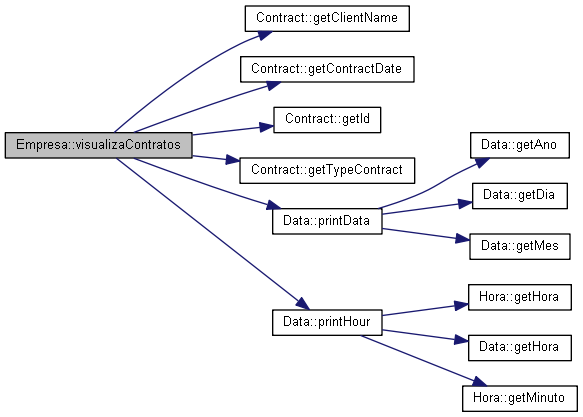 Contract::getClientName
Contract::getContractDate
Contract::getId
Empresa::visualizaContratos
Contract::getTypeContract
Data::printData
Data::printHour
Data::getAno
Data::getDia
Data::getMes
Hora::getHora
Data::getHora
Hora::getMinuto